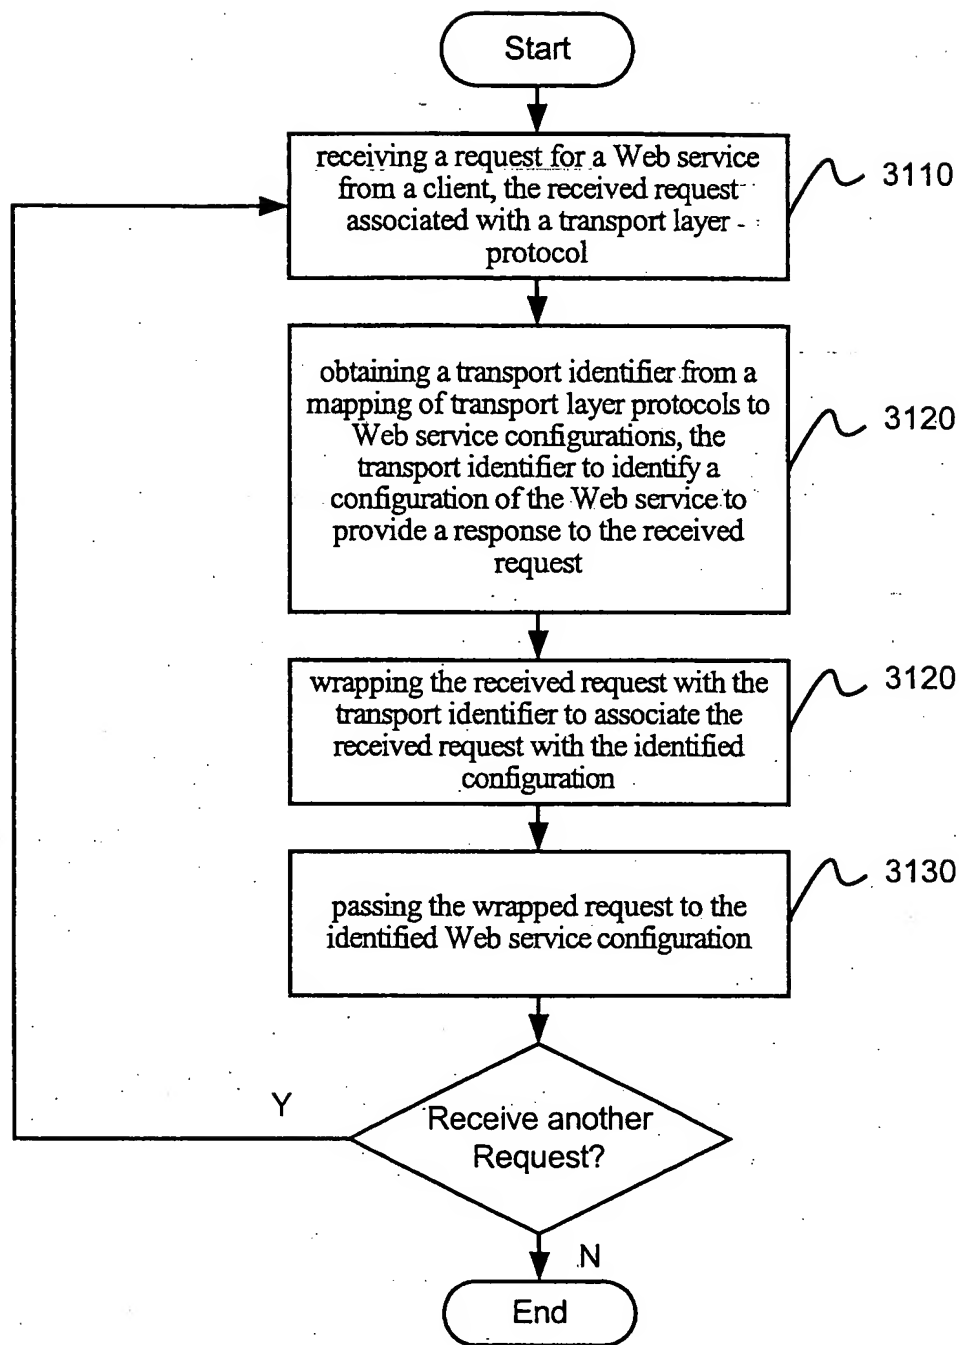 Start
receiving a request for a Web service
from a client, the received request
associated with a transport layer
protocol
3110
obtaining a transport identifier from a
mapping of transport layer protocols to
Web service configurations, the
transport identifier to identify a
configuration of the Web service to
provide a response to the received
request
3120
wrapping the received request with the
transport identifier to associate the
received request with the identified
configuration
3120
passing the wrapped request to the
identified Web service configuration
3130
Y
Receive another
Request?
N
End